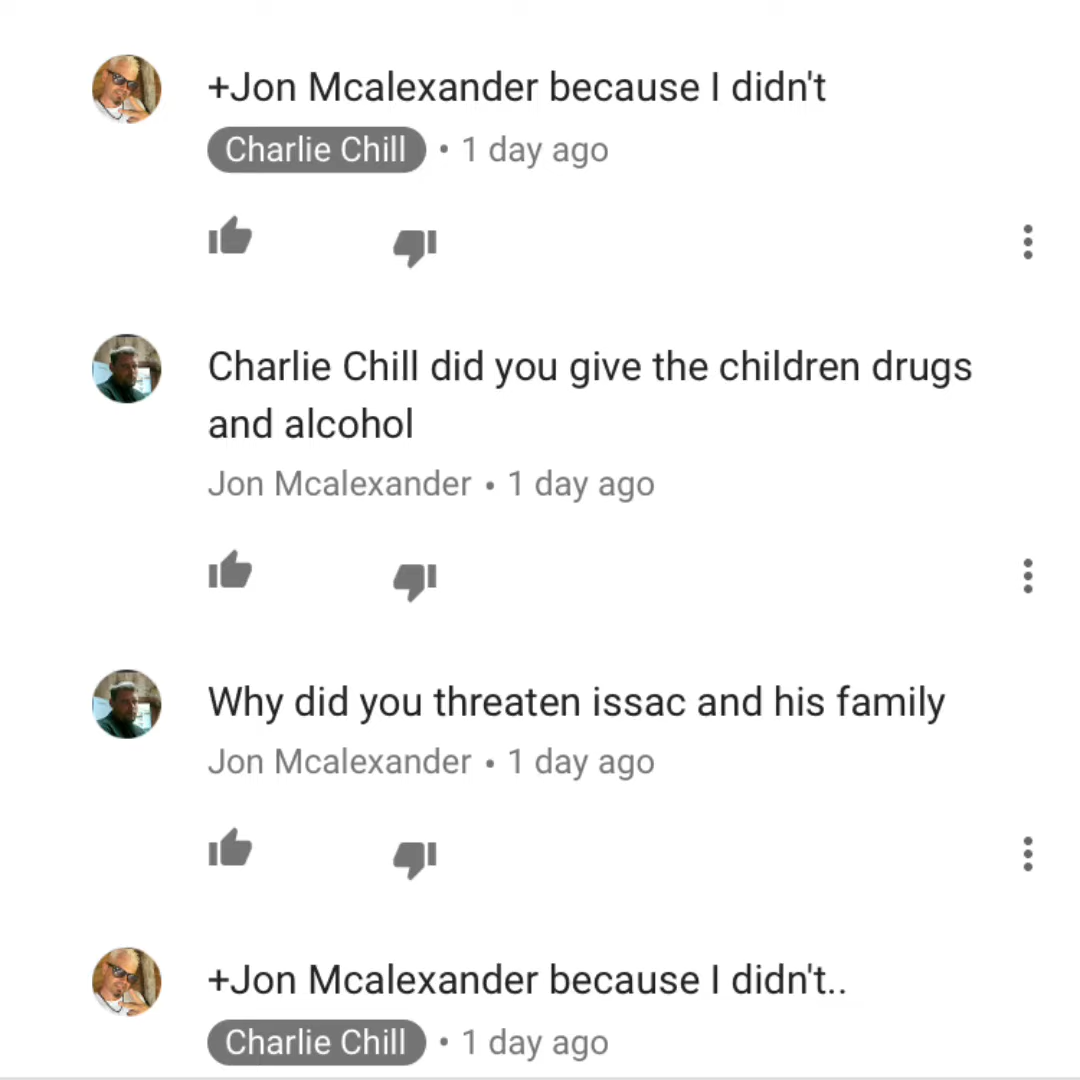 +Jon Mcalexander because I didn't
Charlie Chill • 1 day ago
Charlie Chill did you give the children drugs
and alcohol
Jon Mcalexander • 1 day ago
Why did you threaten issac and his family
Jon Mcalexander • 1 day ago
+Jon Mcalexander because I didn't..
Charlie Chill • 1 day ago